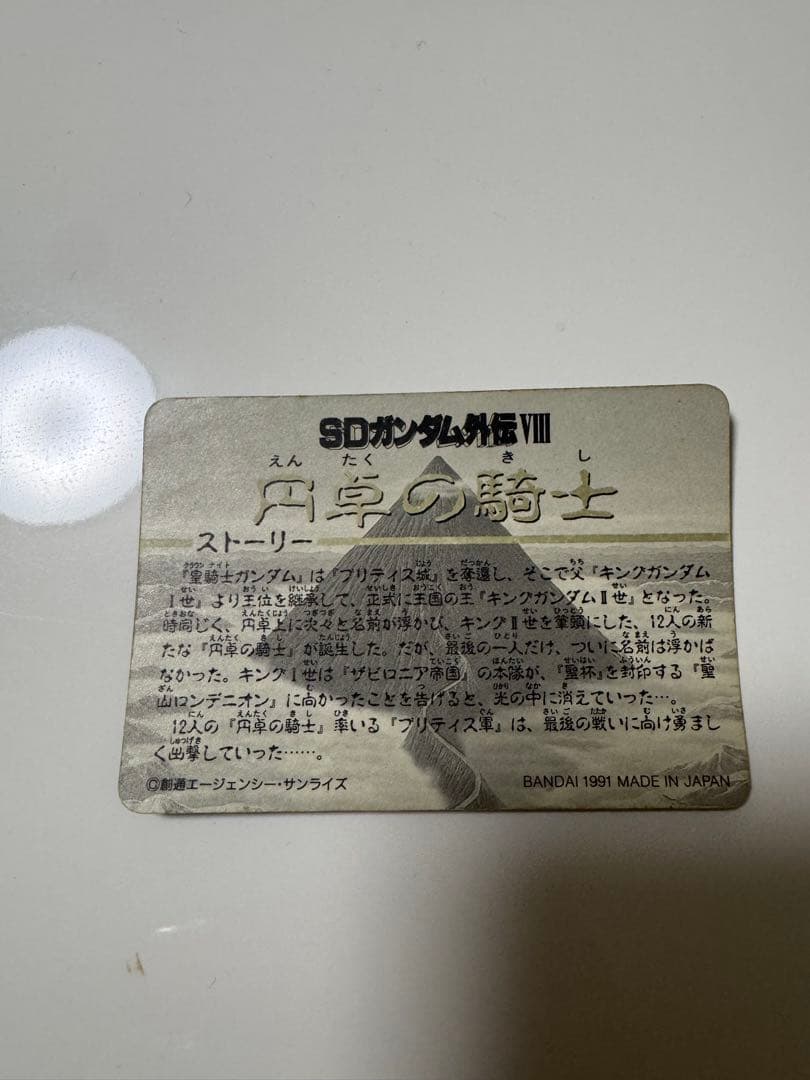 SDガンダム外伝VIII
えんたくのきし
円卓の騎士
ストーリー
『皇騎士ガンダム』は『ブリティス城』を奪還し、そこで父『キングガンダム
I世』より王位を継承して、正式に王国の王『キングガンダムII世』となった。
時同じく、円卓上に次々と名前が浮かび、キングII世を筆頭にした、12人の新
たな『円卓の騎士』が誕生した。だが、最後の一人だけ、ついに名前は浮かば
なかった。キングI世は『ザビロニア帝国』の本隊が、『聖杯』を封印する『聖
山ロンデニオン』に向かったことを告げると、光の中に消えていった…。
12人の『円卓の騎士』率いる『ブリティス軍』は、最後の戦いに向け勇まし
く出撃していった……。
©創通エージェンシー・サンライズ
BANDAI 1991 MADE IN JAPAN